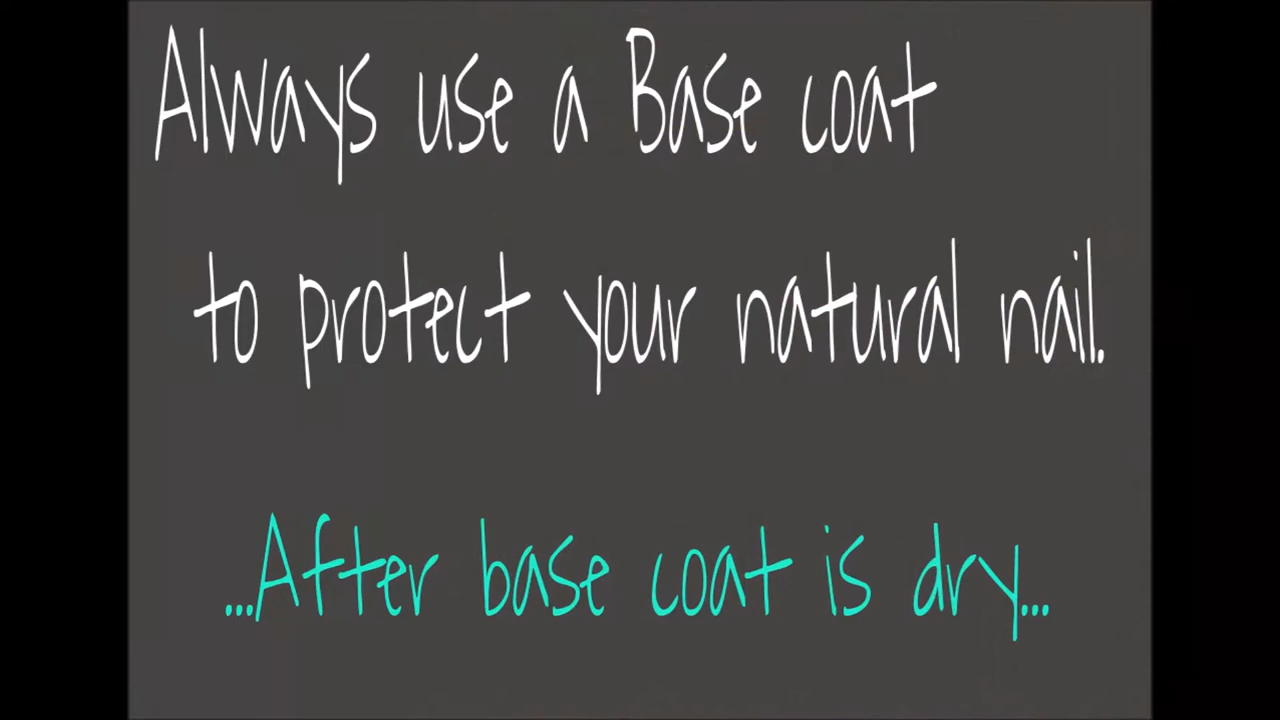 Always use a Base coat
to protect your natural nail.
...After base coat is dry...